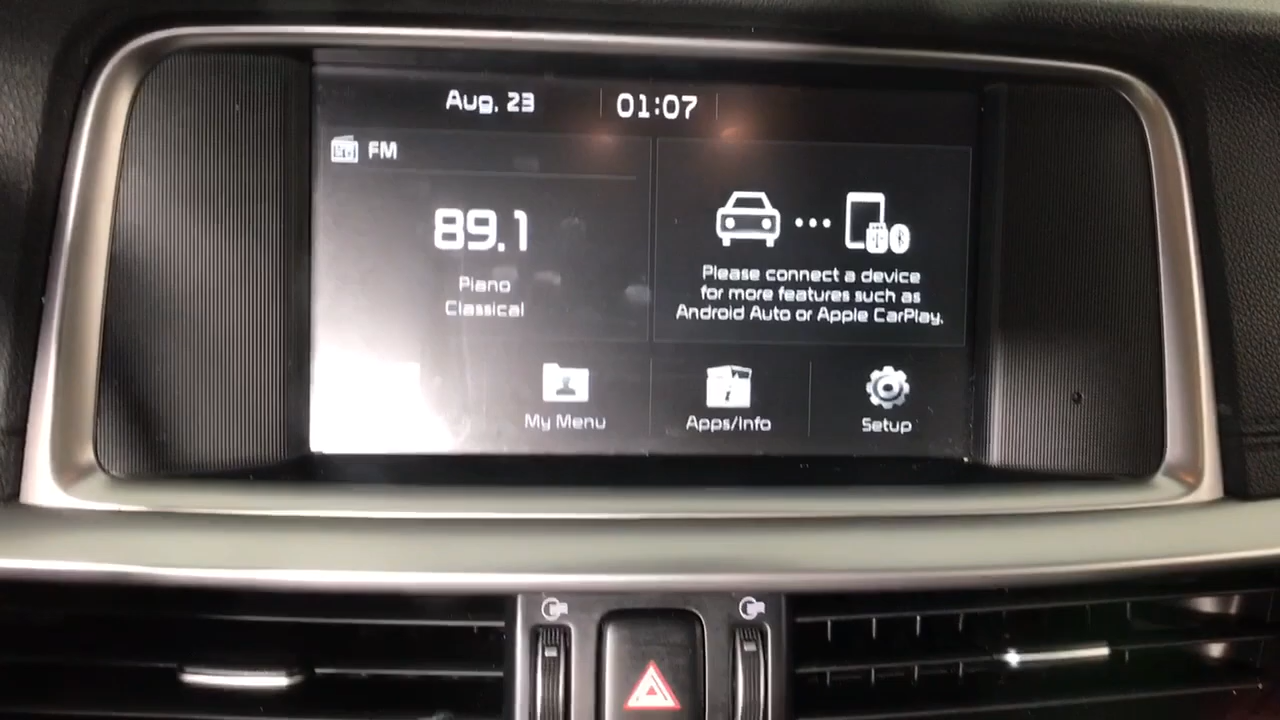 Aug. 23
01:07
FM
89.1
Piano
Classical
Please connect a device
for more features such as
Android Auto or Apple CarPlay.
My Menu
Apps/Info
Setup